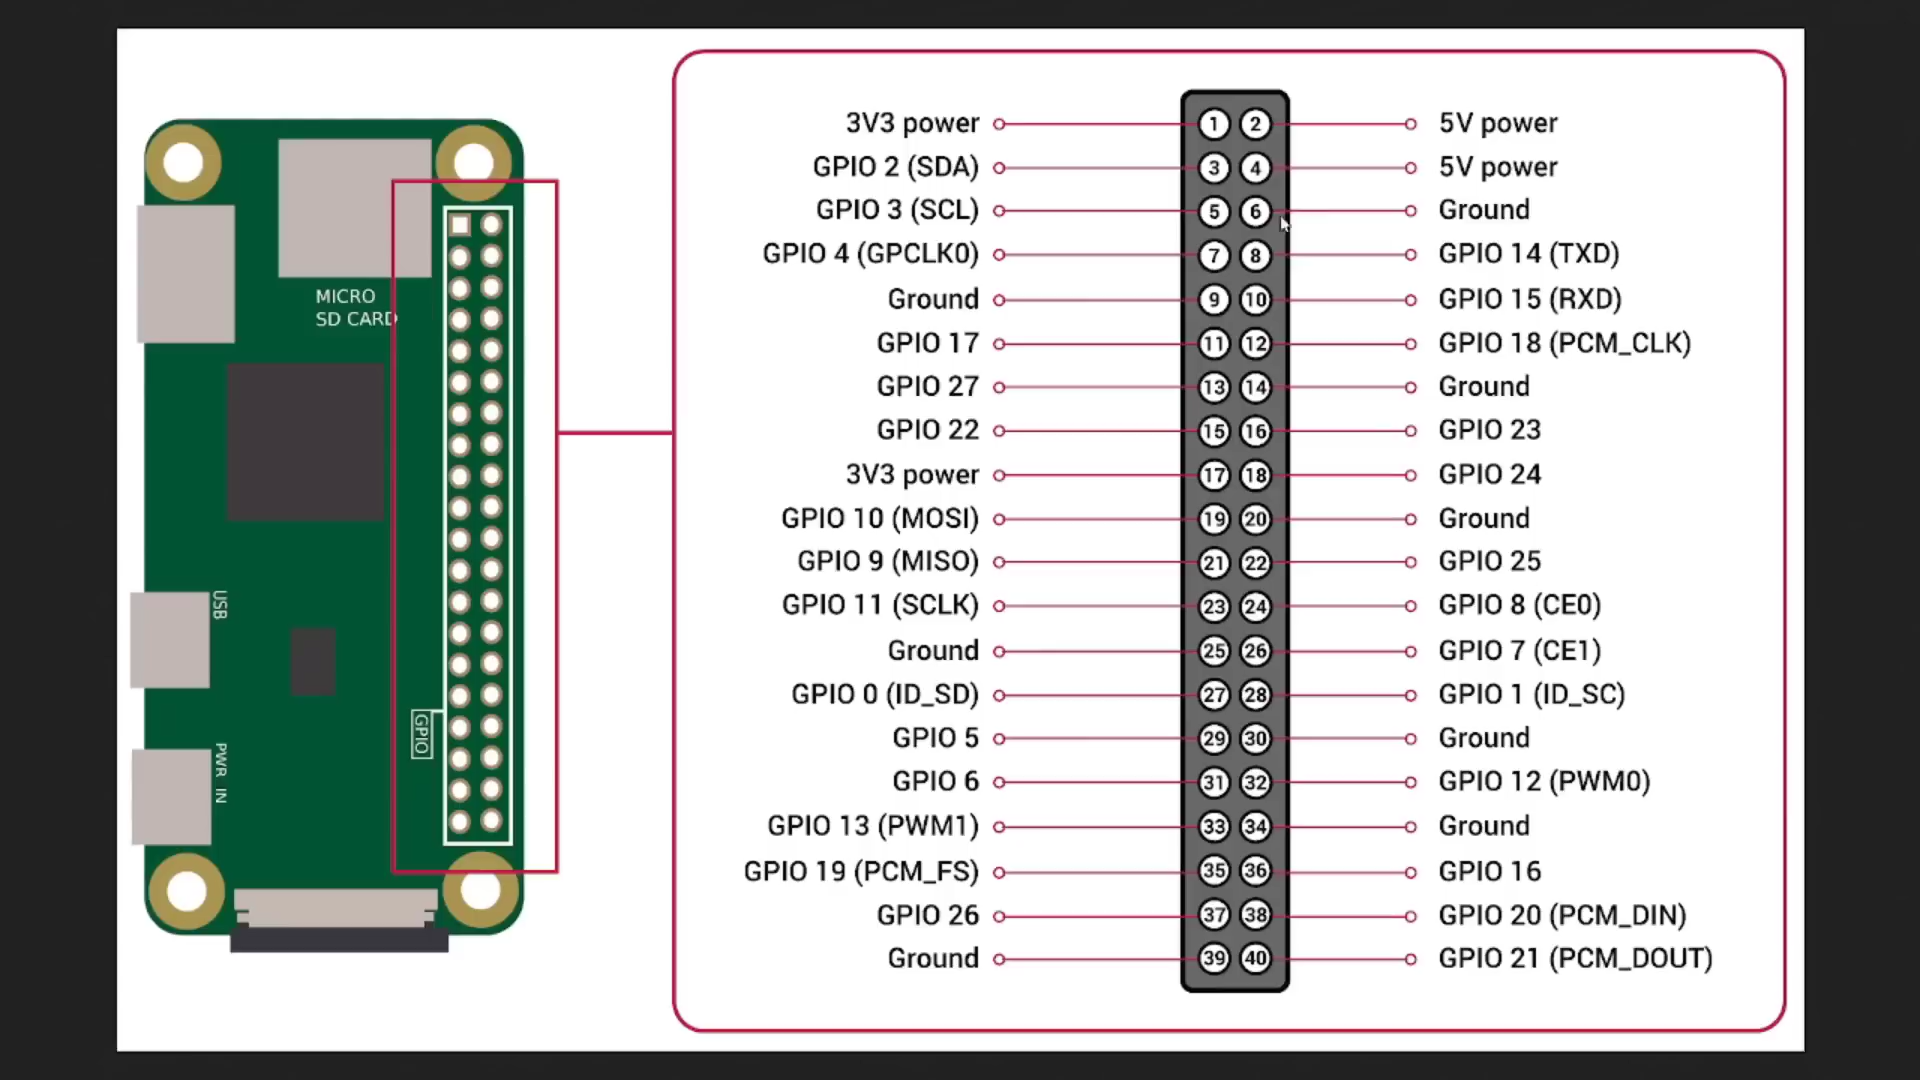 MICRO
SD CARD
USB
GPIO
PWR IN
3V3 power 1 2 5V power
GPIO 2 (SDA) 3 4 5V power
GPIO 3 (SCL) 5 6 Ground
GPIO 4 (GPCLK0) 7 8 GPIO 14 (TXD)
Ground 9 10 GPIO 15 (RXD)
GPIO 17 11 12 GPIO 18 (PCM_CLK)
GPIO 27 13 14 Ground
GPIO 22 15 16 GPIO 23
3V3 power 17 18 GPIO 24
GPIO 10 (MOSI) 19 20 Ground
GPIO 9 (MISO) 21 22 GPIO 25
GPIO 11 (SCLK) 23 24 GPIO 8 (CE0)
Ground 25 26 GPIO 7 (CE1)
GPIO 0 (ID_SD) 27 28 GPIO 1 (ID_SC)
GPIO 5 29 30 Ground
GPIO 6 31 32 GPIO 12 (PWM0)
GPIO 13 (PWM1) 33 34 Ground
GPIO 19 (PCM_FS) 35 36 GPIO 16
GPIO 26 37 38 GPIO 20 (PCM_DIN)
Ground 39 40 GPIO 21 (PCM_DOUT)